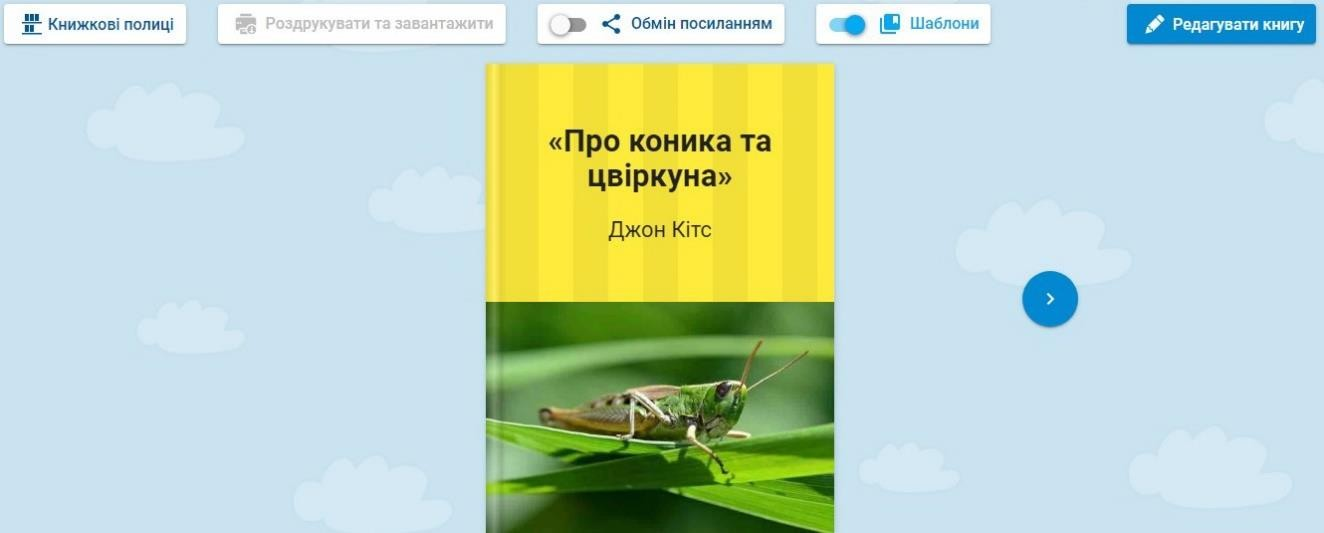 Книжкові полиці
Роздрукувати та завантажити
Обмін посиланням
Шаблони
Редагувати книгу
«Про коника та
цвіркуна»
Джон Кітс